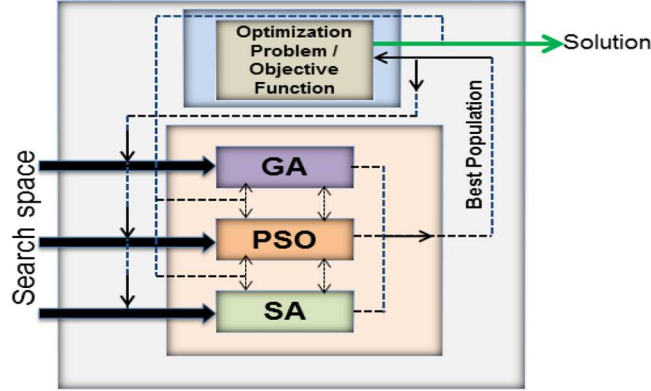 Optimization
Problem /
Objective
Function
Solution
Best Population
Search space
GA
PSO
SA